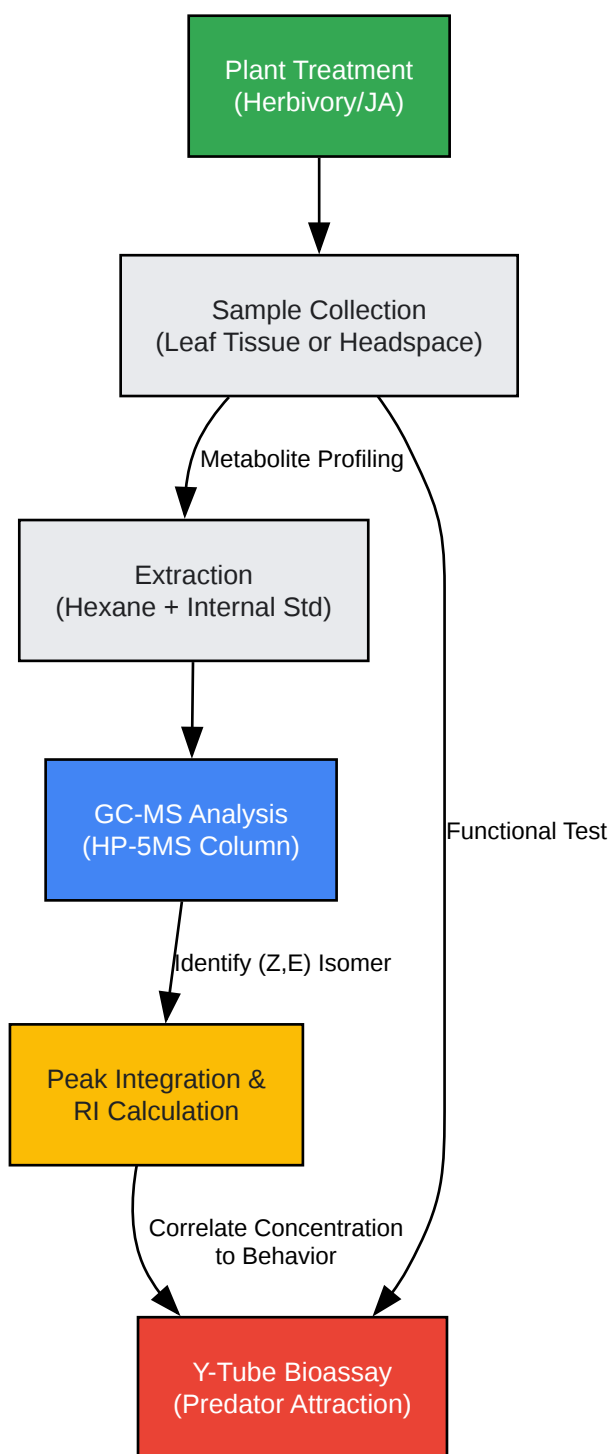 Plant Treatment
(Herbivory/JA)
Sample Collection
(Leaf Tissue or Headspace)
Metabolite Profiling
Extraction
(Hexane + Internal Std)
GC-MS Analysis
(HP-5MS Column)
Functional Test
Identify (Z,E) Isomer
Peak Integration &
RI Calculation
Correlate Concentration
to Behavior
Y-Tube Bioassay
(Predator Attraction)